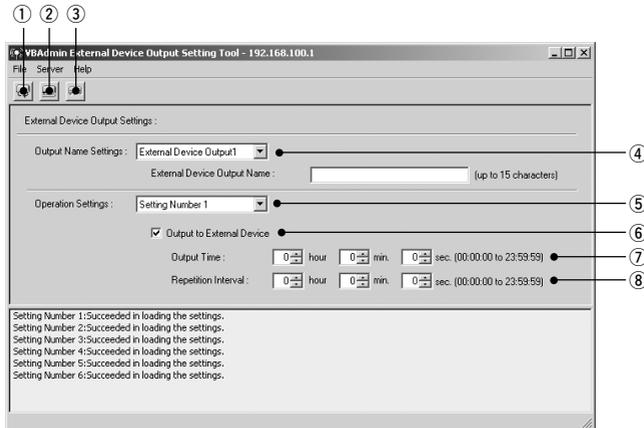 ① ② ③
VBAdmin External Device Output Setting Tool - 192.168.100.1
File Server Help
External Device Output Settings :
Output Name Settings : External Device Output1 ④
External Device Output Name : (up to 15 characters)
Operation Settings : Setting Number 1 ⑤
Output to External Device ⑥
Output Time : 0 hour 0 min. 0 sec. (00:00:00 to 23:59:59) ⑦
Repetition Interval : 0 hour 0 min. 0 sec. (00:00:00 to 23:59:59) ⑧
Setting Number 1:Succeeded in loading the settings.
Setting Number 2:Succeeded in loading the settings.
Setting Number 3:Succeeded in loading the settings.
Setting Number 4:Succeeded in loading the settings.
Setting Number 5:Succeeded in loading the settings.
Setting Number 6:Succeeded in loading the settings.